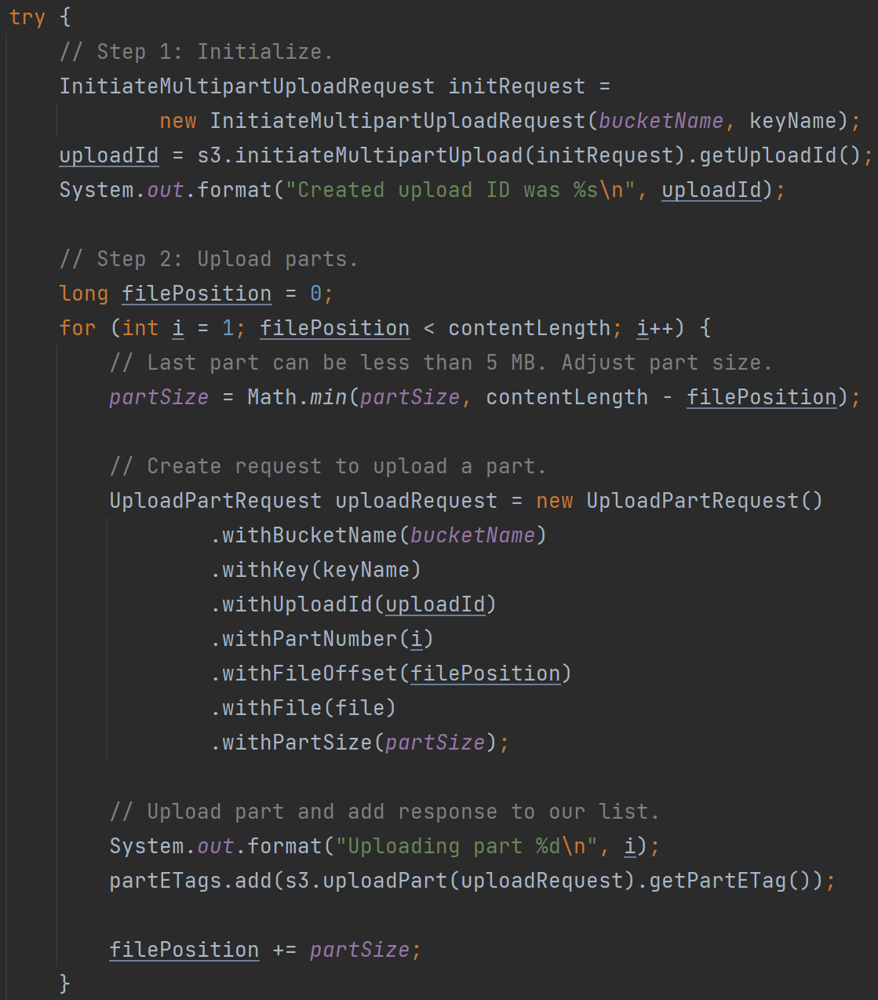 try {
// Step 1: Initialize.
InitiateMultipartUploadRequest initRequest =
new InitiateMultipartUploadRequest(bucketName, keyName);
uploadId = s3.initiateMultipartUpload(initRequest).getUploadId();
System.out.format("Created upload ID was %s\n", uploadId);
// Step 2: Upload parts.
long filePosition = 0;
for (int i = 1; filePosition < contentLength; i++) {
// Last part can be less than 5 MB. Adjust part size.
partSize = Math.min(partSize, contentLength - filePosition);
// Create request to upload a part.
UploadPartRequest uploadRequest = new UploadPartRequest()
.withBucketName(bucketName)
.withKey(keyName)
.withUploadId(uploadId)
.withPartNumber(i)
.withFileOffset(filePosition)
.withFile(file)
.withPartSize(partSize);
// Upload part and add response to our list.
System.out.format("Uploading part %d\n", i);
partETags.add(s3.uploadPart(uploadRequest).getPartETag());
filePosition += partSize;
}